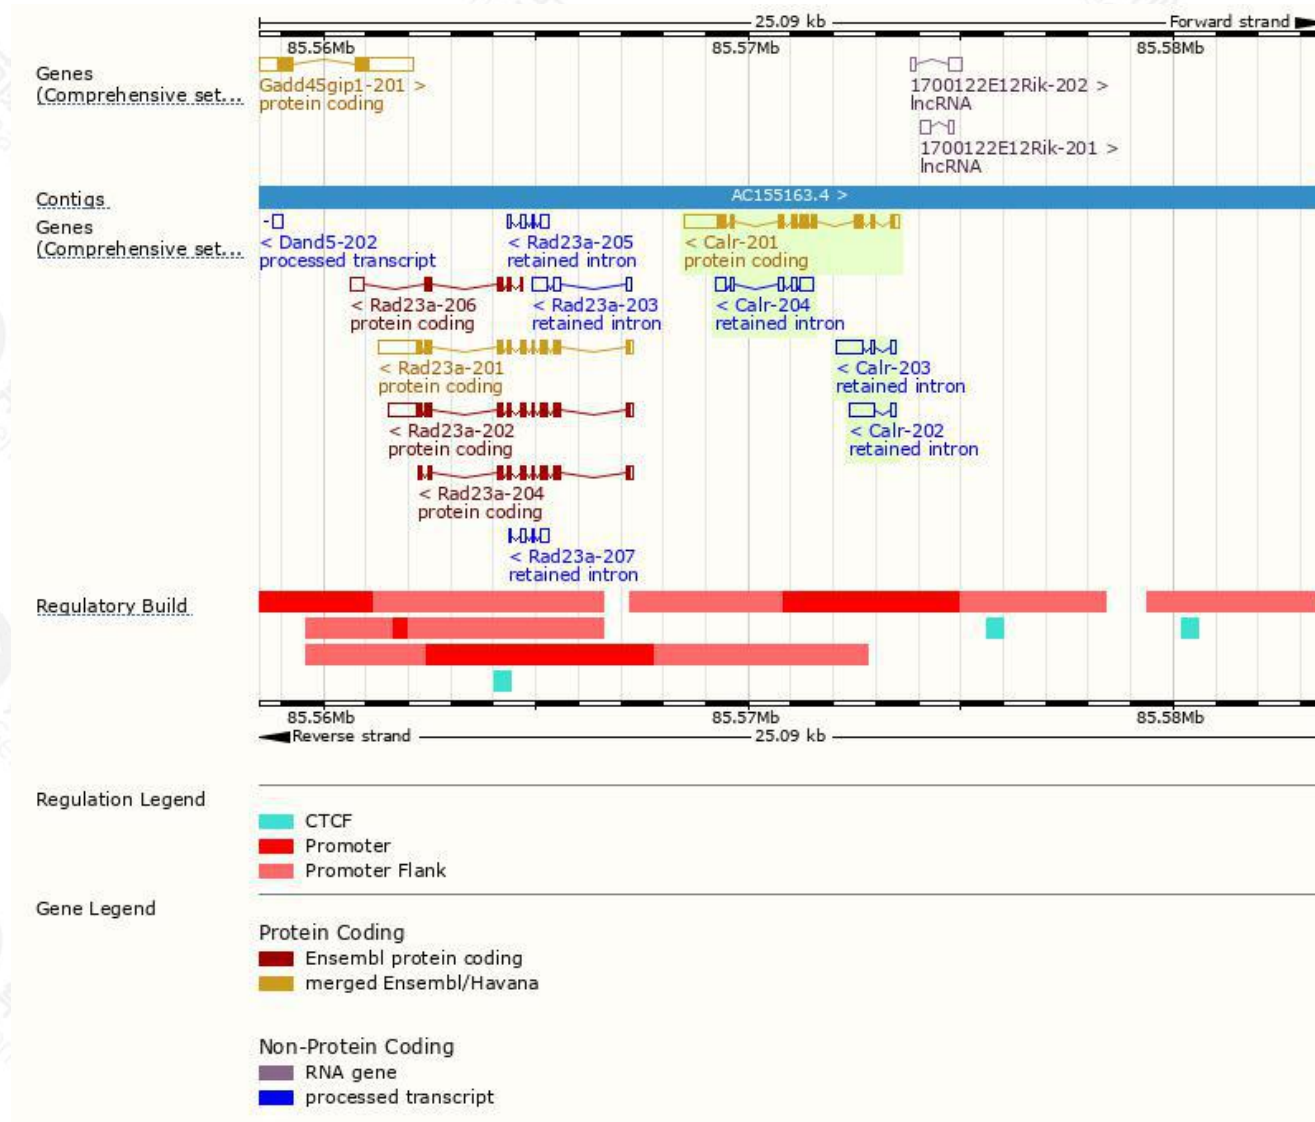 25.09 kb
Forward strand
85.56Mb 85.57Mb 85.58Mb
Genes
(Comprehensive set...
Gadd45gip1-201 >
protein coding
1700122E12Rik-202 >
lncRNA
1700122E12Rik-201 >
lncRNA
Contigs
AC155163.4 >
Genes
(Comprehensive set...
< Dand5-202
processed transcript
< Rad23a-205
retained intron
< Calr-201
protein coding
< Rad23a-206
protein coding
< Rad23a-203
retained intron
< Calr-204
retained intron
< Rad23a-201
protein coding
< Calr-203
retained intron
< Rad23a-202
protein coding
< Calr-202
retained intron
< Rad23a-204
protein coding
< Rad23a-207
retained intron
Regulatory Build
85.56Mb 85.57Mb 85.58Mb
Reverse strand
25.09 kb
Regulation Legend
CTCF
Promoter
Promoter Flank
Gene Legend
Protein Coding
Ensembl protein coding
merged Ensembl/Havana
Non-Protein Coding
RNA gene
processed transcript